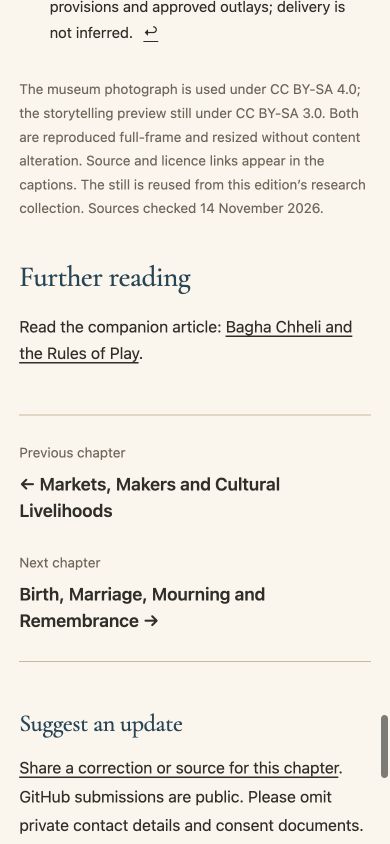 provisions and approved outlays; delivery is
not inferred. ↩
The museum photograph is used under CC BY-SA 4.0;
the storytelling preview still under CC BY-SA 3.0. Both
are reproduced full-frame and resized without content
alteration. Source and licence links appear in the
captions. The still is reused from this edition’s research
collection. Sources checked 14 November 2026.
Further reading
Read the companion article: Bagha Chheli and
the Rules of Play.
Previous chapter
← Markets, Makers and Cultural
Livelihoods
Next chapter
Birth, Marriage, Mourning and
Remembrance →
Suggest an update
Share a correction or source for this chapter.
GitHub submissions are public. Please omit
private contact details and consent documents.